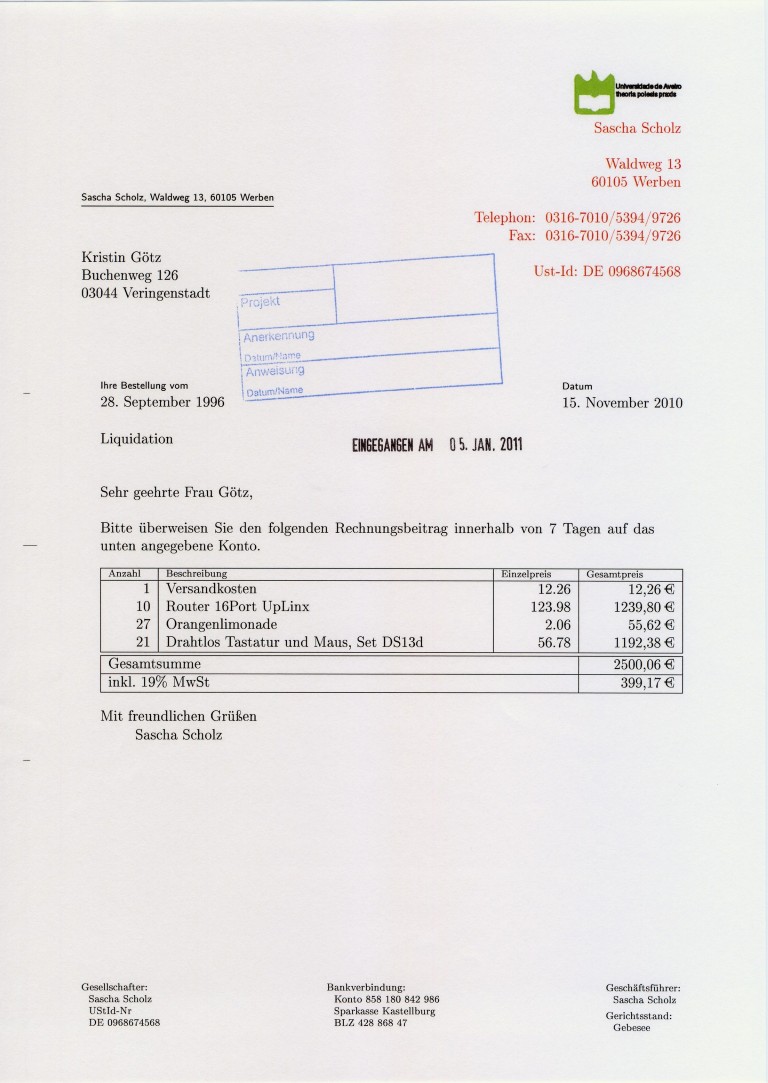 Universidade de Aveiro
theoria poiesis praxis
Sascha Scholz
Waldweg 13
60105 Werben
Sascha Scholz, Waldweg 13, 60105 Werben
Telephon: 0316-7010/5394/9726
Fax: 0316-7010/5394/9726
Ust-Id: DE 0968674568
Kristin Götz
Buchenweg 126
03044 Veringenstadt
Projekt
Anerkennung
Datum/Name
Anweisung
Datum/Name
Ihre Bestellung vom
28. September 1996
Datum
15. November 2010
Liquidation
EINGEGANGEN AM 05. JAN. 2011
Sehr geehrte Frau Götz,
Bitte überweisen Sie den folgenden Rechnungsbeitrag innerhalb von 7 Tagen auf das
unten angegebene Konto.
Anzahl Beschreibung Einzelpreis Gesamtpreis
1 Versandkosten 12.26 12,26 €
10 Router 16Port UpLinx 123.98 1239,80 €
27 Orangenlimonade 2.06 55,62 €
21 Drahtlos Tastatur und Maus, Set DS13d 56.78 1192,38 €
Gesamtsumme 2500,06 €
inkl. 19% MwSt 399,17 €
Mit freundlichen Grüßen
Sascha Scholz
Gesellschafter:
Sascha Scholz
UStId-Nr
DE 0968674568
Bankverbindung:
Konto 858 180 842 986
Sparkasse Kastellburg
BLZ 428 868 47
Geschäftsführer:
Sascha Scholz
Gerichtsstand:
Gebesee